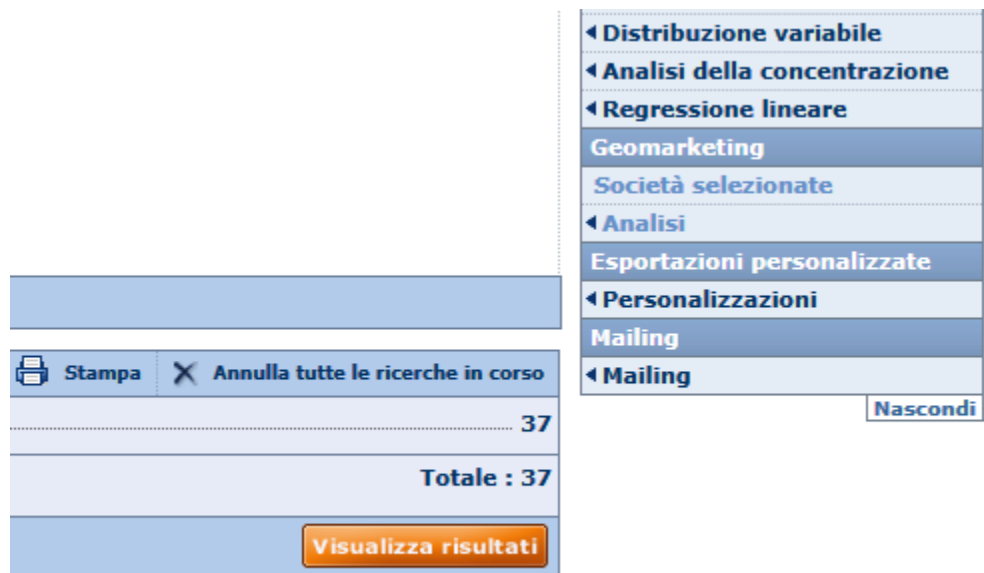 Distribuzione variabile
Analisi della concentrazione
Regressione lineare
Geomarketing
Società selezionate
Analisi
Esportazioni personalizzate
Personalizzazioni
Mailing
Mailing
Nascondi
Stampa Annulla tutte le ricerche in corso
37
Totale : 37
Visualizza risultati